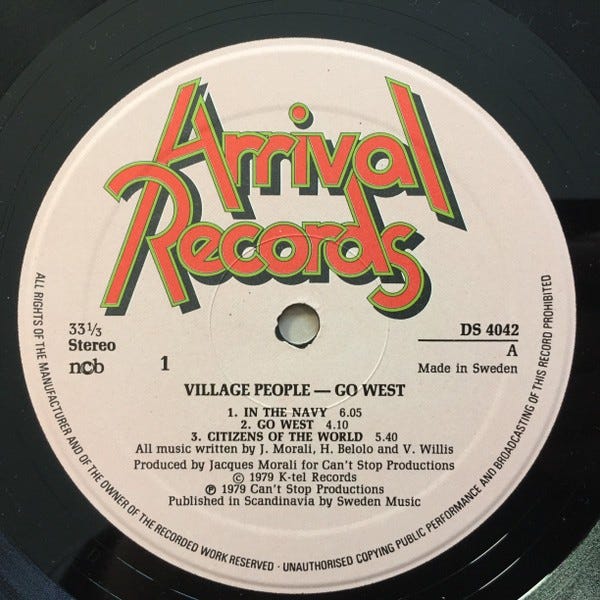 Arrival
Records
33⅓
Stereo
ncb
1
DS 4042
A
Made in Sweden
VILLAGE PEOPLE — GO WEST
1. IN THE NAVY 6.05
2. GO WEST 4.10
3. CITIZENS OF THE WORLD 5.40
All music written by J. Morali, H. Belolo and V. Willis
Produced by Jacques Morali for Can't Stop Productions
© 1979 K-tel Records
℗ 1979 Can't Stop Productions
Published in Scandinavia by Sweden Music
ALL RIGHTS OF THE MANUFACTURER AND OF THE OWNER OF THE RECORDED WORK RESERVED · UNAUTHORISED COPYING PUBLIC PERFORMANCE AND BROADCASTING OF THIS RECORD PROHIBITED